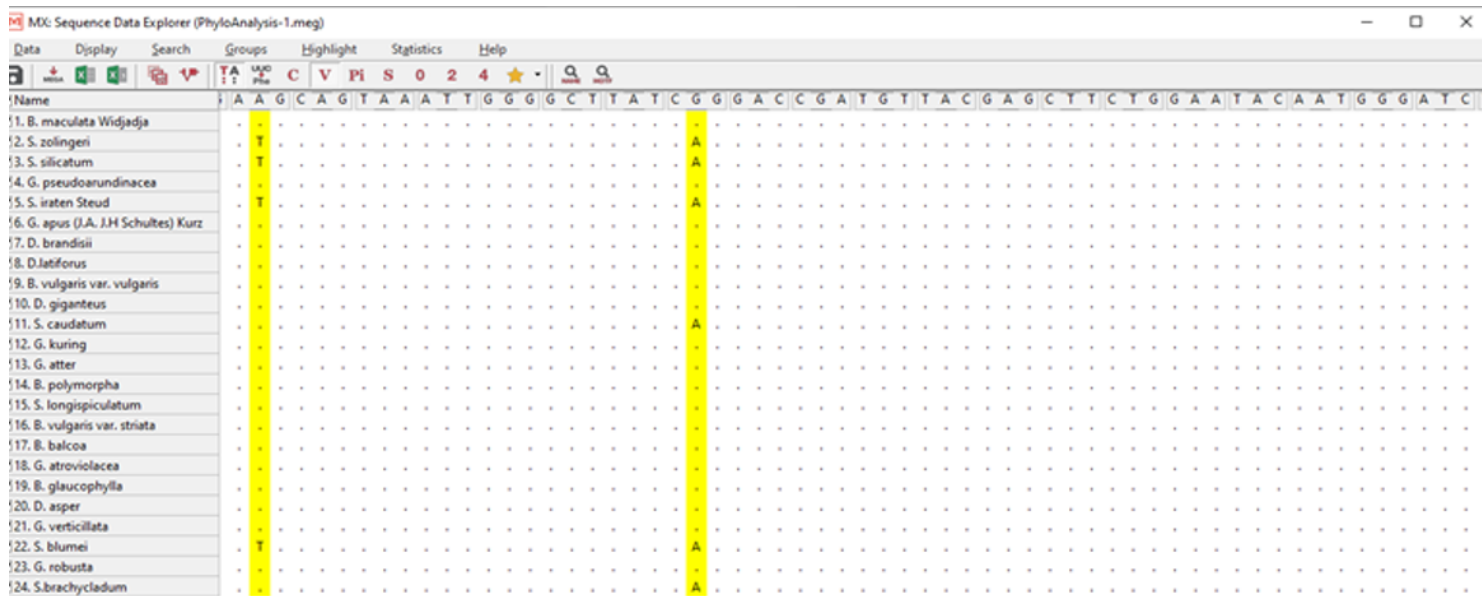 MX: Sequence Data Explorer (PhyloAnalysis-1.meg)
Data Display Search Groups Highlight Statistics Help
C V Pi S 0 2 4
Name A A G C A G T A A A T T G G G G C T T A T C G G G A C C G A T G T T A C G A G C T T C T G G A A T A C A A T G G G A T C
1. B. maculata Widjadja
2. S. zolingeri T A
3. S. silicatum T A
4. G. pseudoarundinacea
5. S. iraten Steud T A
6. G. apus (J.A. J.H Schultes) Kurz
7. D. brandisii
8. D.latiforus
9. B. vulgaris var. vulgaris
10. D. giganteus
11. S. caudatum A
12. G. kuring
13. G. atter
14. B. polymorpha
15. S. longispiculatum
16. B. vulgaris var. striata
17. B. balcoa
18. G. atroviolacea
19. B. glaucophylla
20. D. asper
21. G. verticillata
22. S. blumei T A
23. G. robusta
24. S.brachycladum A